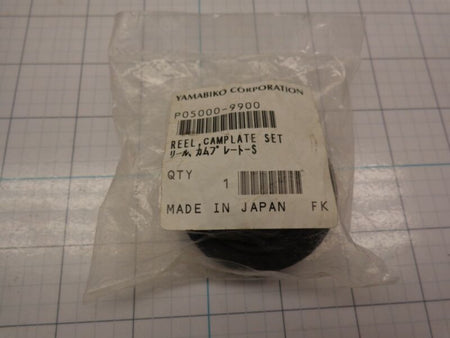 YAMABIKO CORPORATION
P05000-9900
REEL,CAMPLATE SET
リール、カムプレート-S
QTY 1
MADE IN JAPAN FK